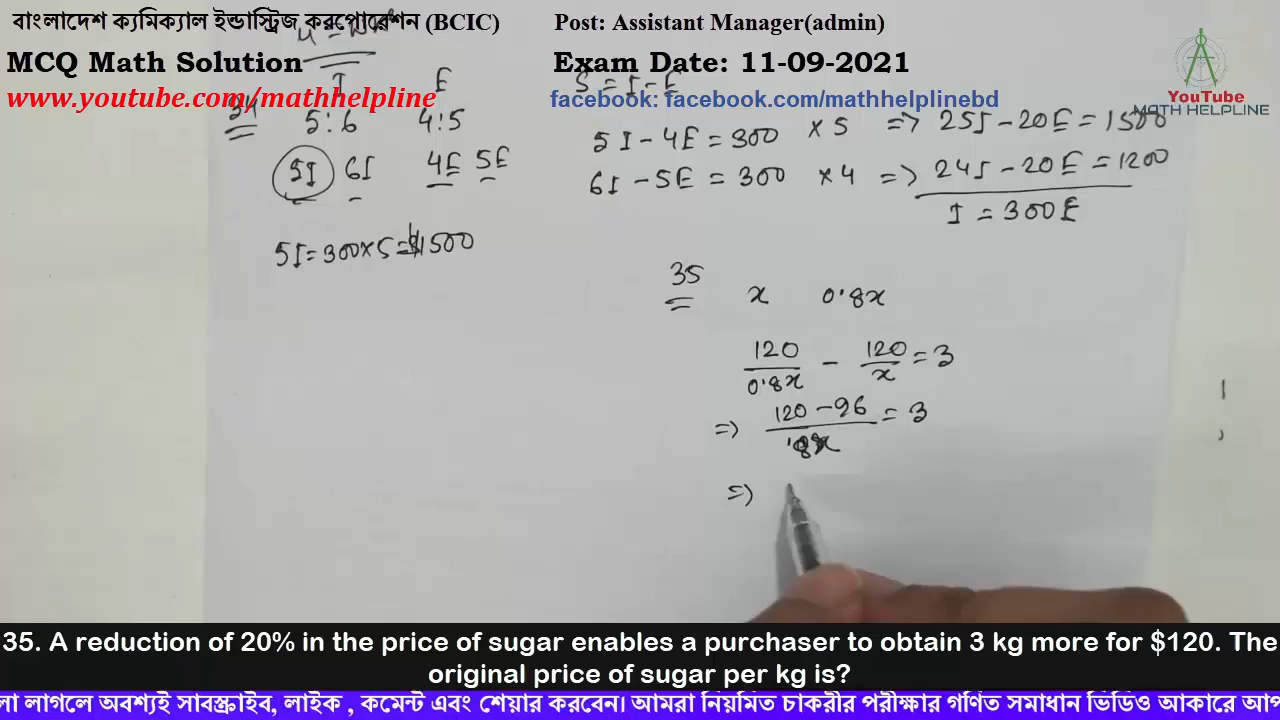 বাংলাদেশ ক্যমিক্যাল ইন্ডাস্ট্রিজ করপোরেশন (BCIC) Post: Assistant Manager(admin)
MCQ Math Solution Exam Date: 11-09-2021
www.youtube.com/mathhelpline facebook: facebook.com/mathhelplinebd
YouTube
MATH HELPLINE
34
I E S = I - E
5:6 4:5
5I 6I 4E 5E
5I = 300 × 5 = $1500
5I - 4E = 300 × 5 => 25I - 20E = 1500
6I - 5E = 300 × 4 => 24I - 20E = 1200
I = 300
35
x 0.8x
120/0.8x - 120/x = 3
=> 120 - 96/.8x = 3
=>
35. A reduction of 20% in the price of sugar enables a purchaser to obtain 3 kg more for $120. The
original price of sugar per kg is?
লা লাগলে অবশ্যই সাবস্ক্রাইব, লাইক , কমেন্ট এবং শেয়ার করবেন। আমরা নিয়মিত চাকরীর পরীক্ষার গণিত সমাধান ভিডিও আকারে আপ